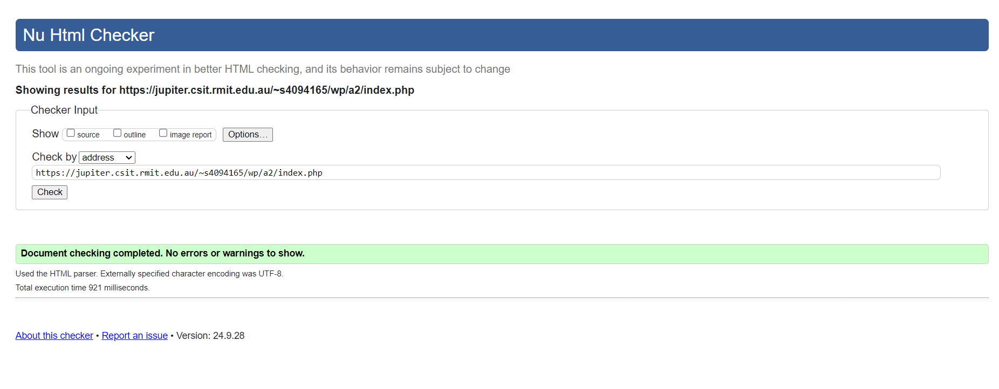 Nu Html Checker
This tool is an ongoing experiment in better HTML checking, and its behavior remains subject to change
Showing results for https://jupiter.csit.rmit.edu.au/~s4094165/wp/a2/index.php
Checker Input
Show source outline image report Options…
Check by address
https://jupiter.csit.rmit.edu.au/~s4094165/wp/a2/index.php
Check
Document checking completed. No errors or warnings to show.
Used the HTML parser. Externally specified character encoding was UTF-8.
Total execution time 921 milliseconds.
About this checker • Report an issue • Version: 24.9.28